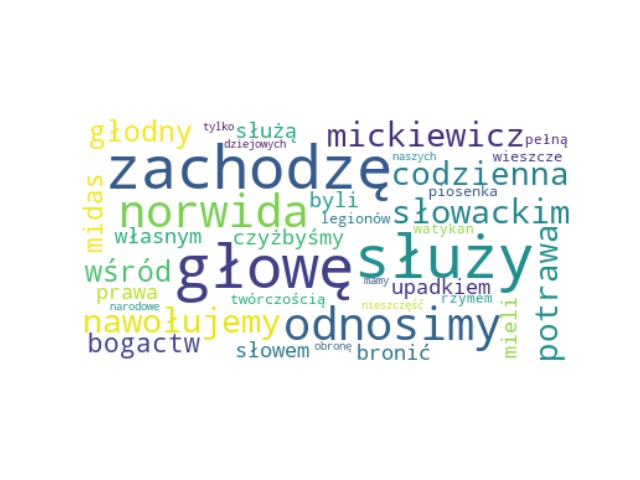 głodny
tylko
służą
mickiewicz
pełną
dziejowych
zachodzę
naszych
wieszcze
codzienna
midas
norwida
byli
piosenka
legionów
słowackim
własnym
czyżbyśmy
watykan
wśród
głowę
służy
potrawa
prawa
twórczością
mamy
upadkiem
rzymem
narodowe
nieszczęść
nawołujemy
odnosimy
mieli
bogactw
słowem
obronę
bronić